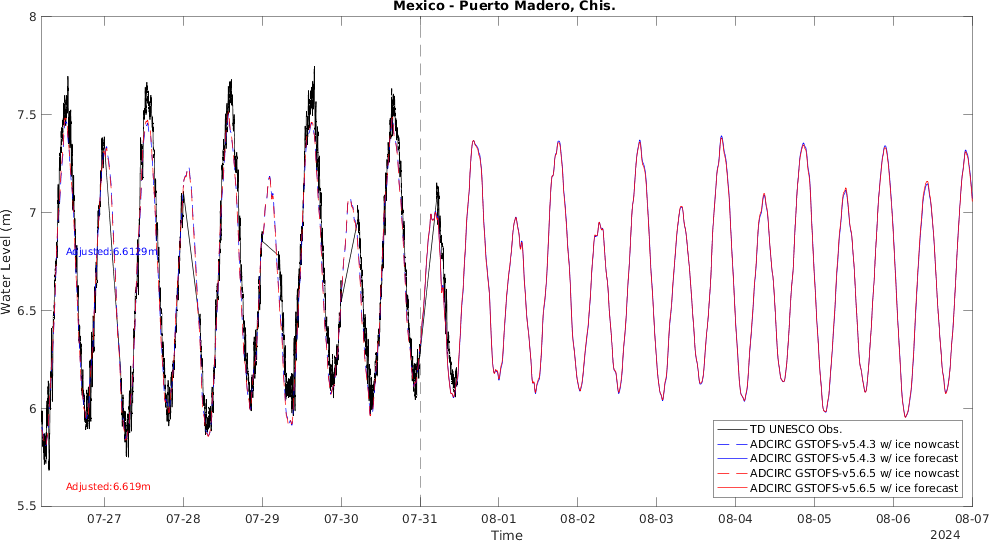 Mexico - Puerto Madero, Chis.
8
7.5
7
6.5
6
5.5
Water Level (m)
Adjusted:6.6129m
Adjusted:6.619m
TD UNESCO Obs.
ADCIRC GSTOFS-v5.4.3 w/ ice nowcast
ADCIRC GSTOFS-v5.4.3 w/ ice forecast
ADCIRC GSTOFS-v5.6.5 w/ ice nowcast
ADCIRC GSTOFS-v5.6.5 w/ ice forecast
07-27 07-28 07-29 07-30 07-31 08-01 08-02 08-03 08-04 08-05 08-06 08-07
Time
2024